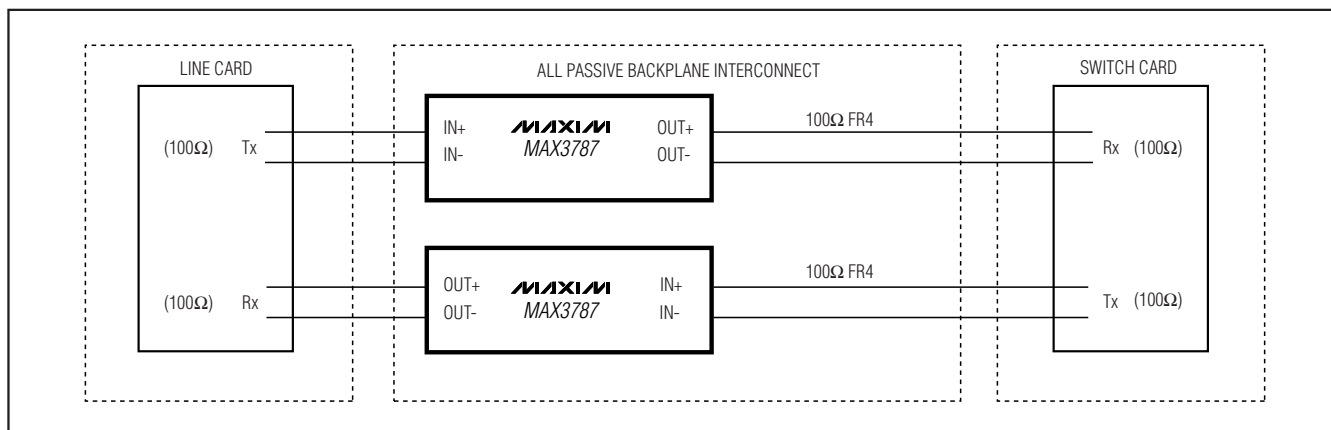 LINE CARD
ALL PASSIVE BACKPLANE INTERCONNECT
SWITCH CARD
(100Ω) Tx
IN+
IN-
MAXIM
MAX3787
OUT+
OUT-
100Ω FR4
Rx (100Ω)
(100Ω) Rx
OUT+
OUT-
MAXIM
MAX3787
IN+
IN-
100Ω FR4
Tx (100Ω)